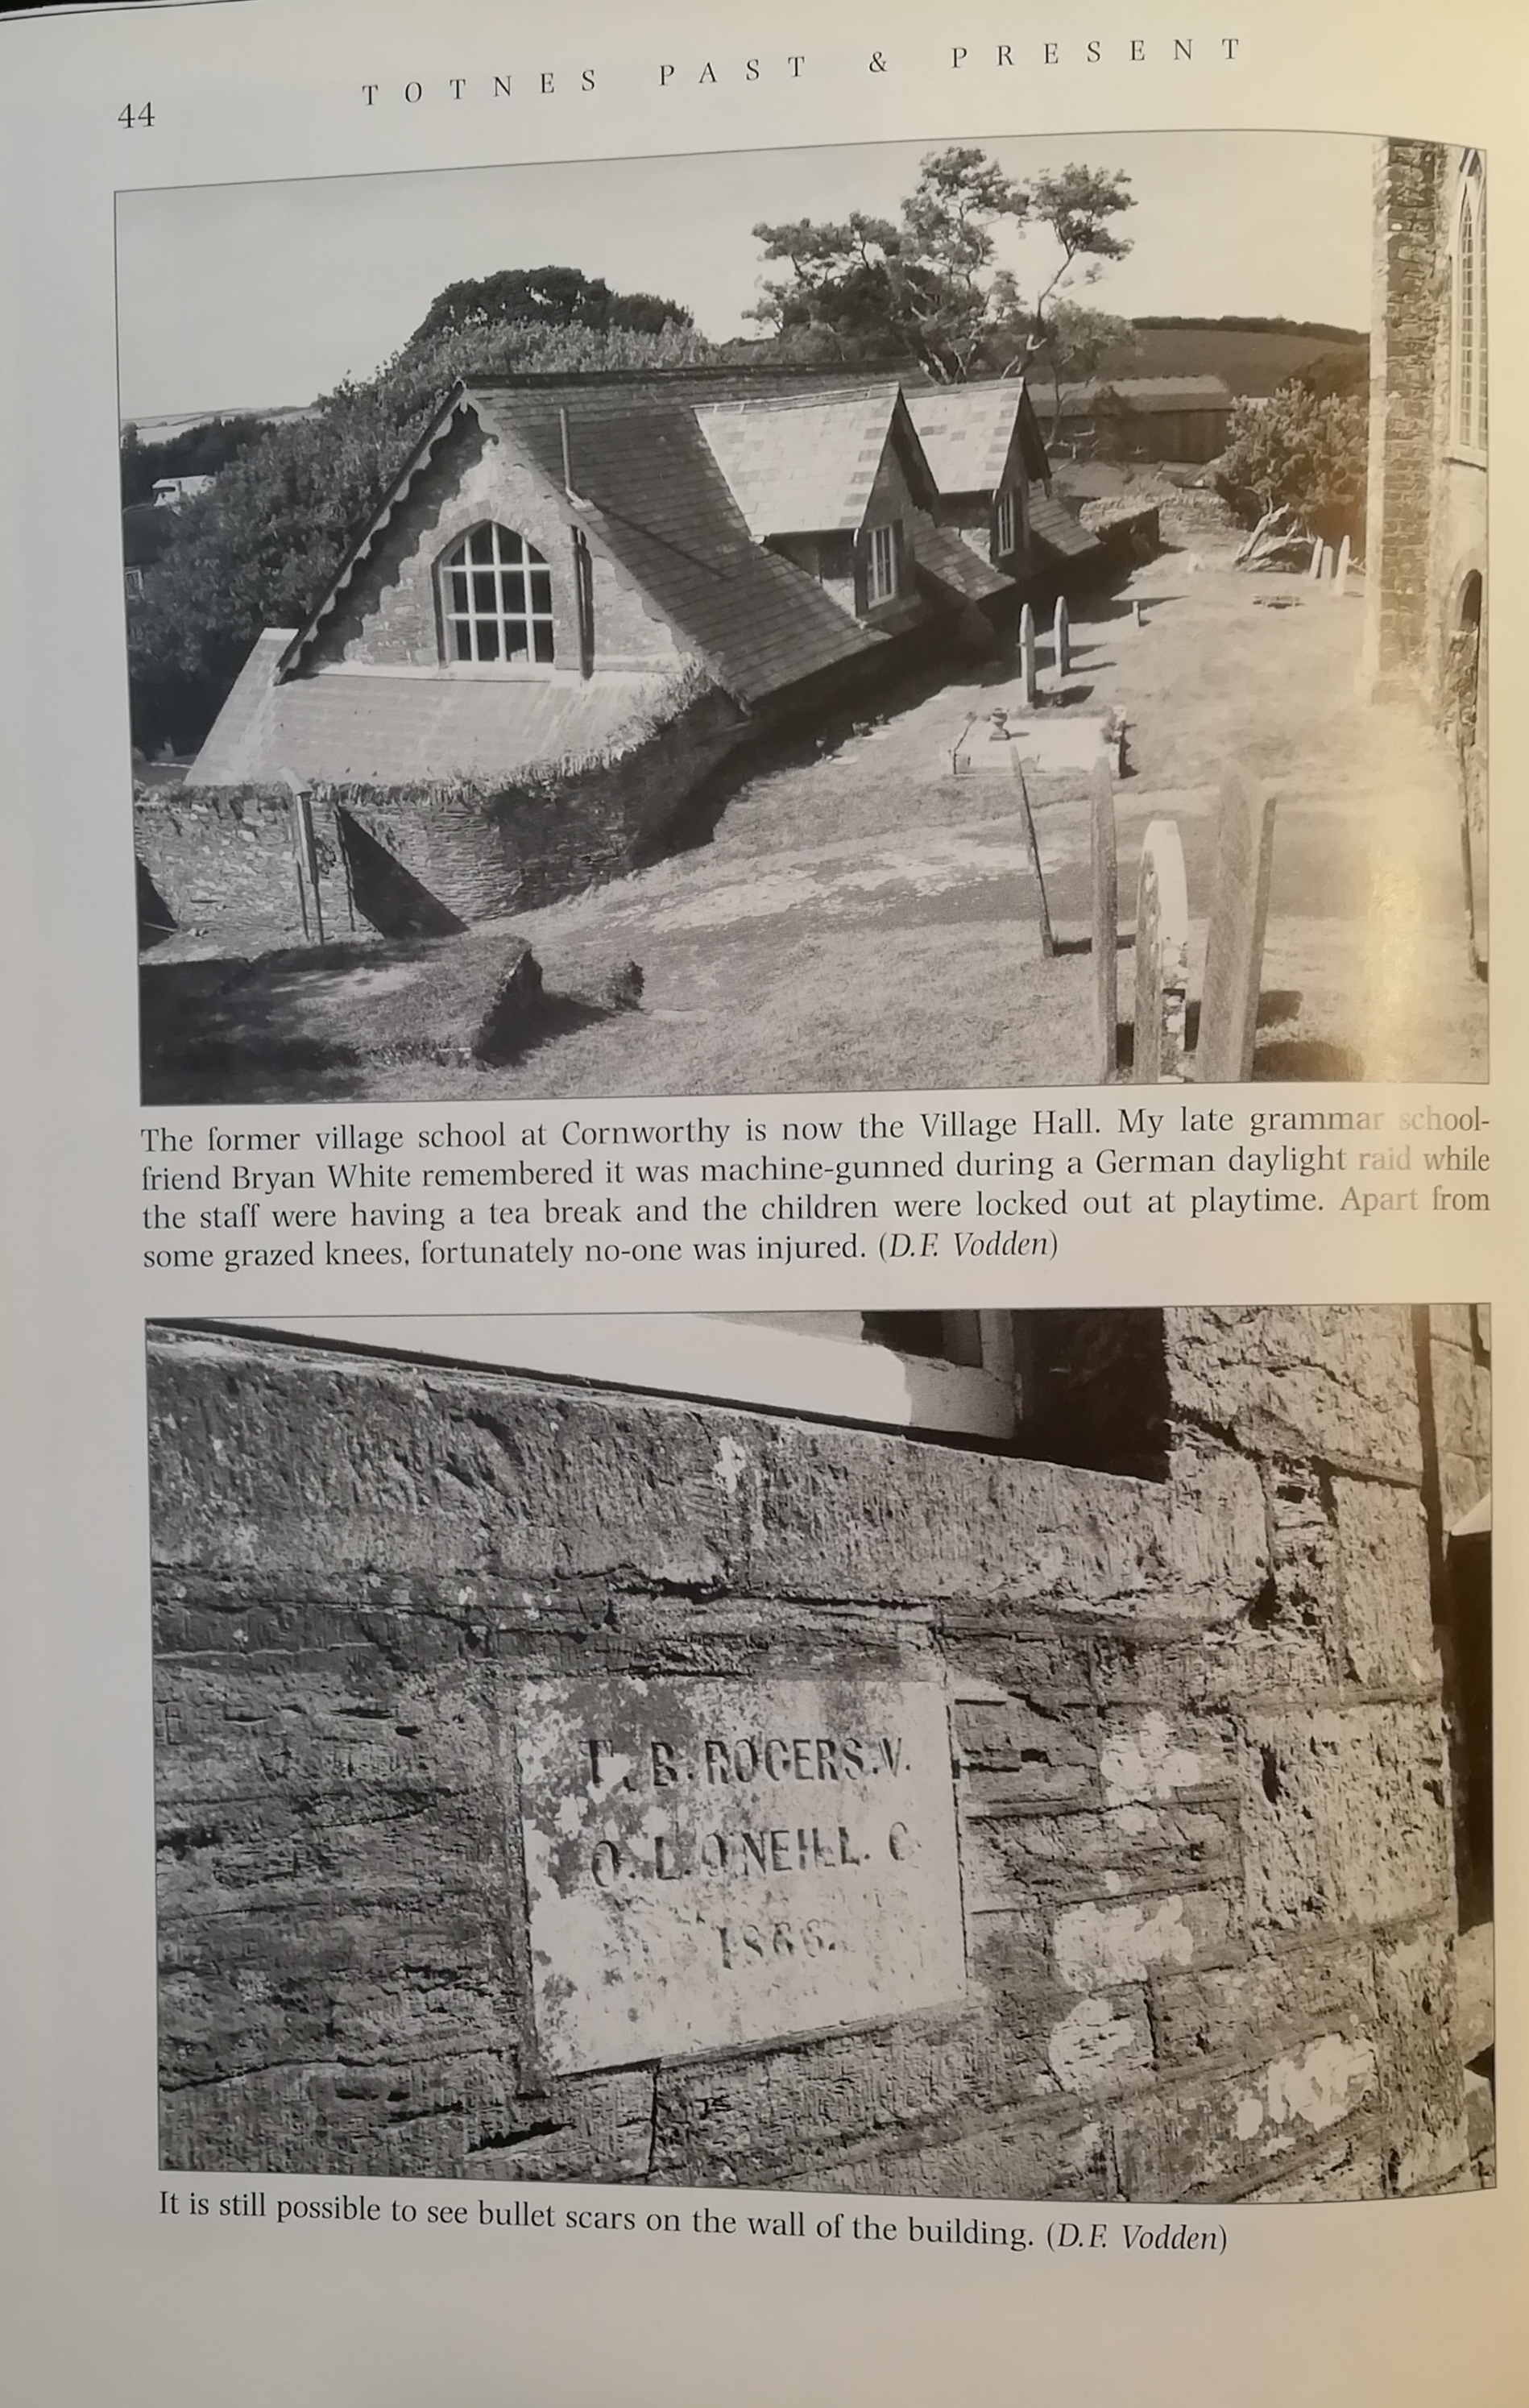 44
TOTNES PAST & PRESENT
The former village school at Cornworthy is now the Village Hall. My late grammar school-
friend Bryan White remembered it was machine-gunned during a German daylight raid while
the staff were having a tea break and the children were locked out at playtime. Apart from
some grazed knees, fortunately no-one was injured. (D.F. Vodden)
T. B. ROGERS. V.
O. L. O'NEILL. C
1866.
It is still possible to see bullet scars on the wall of the building. (D.F. Vodden)